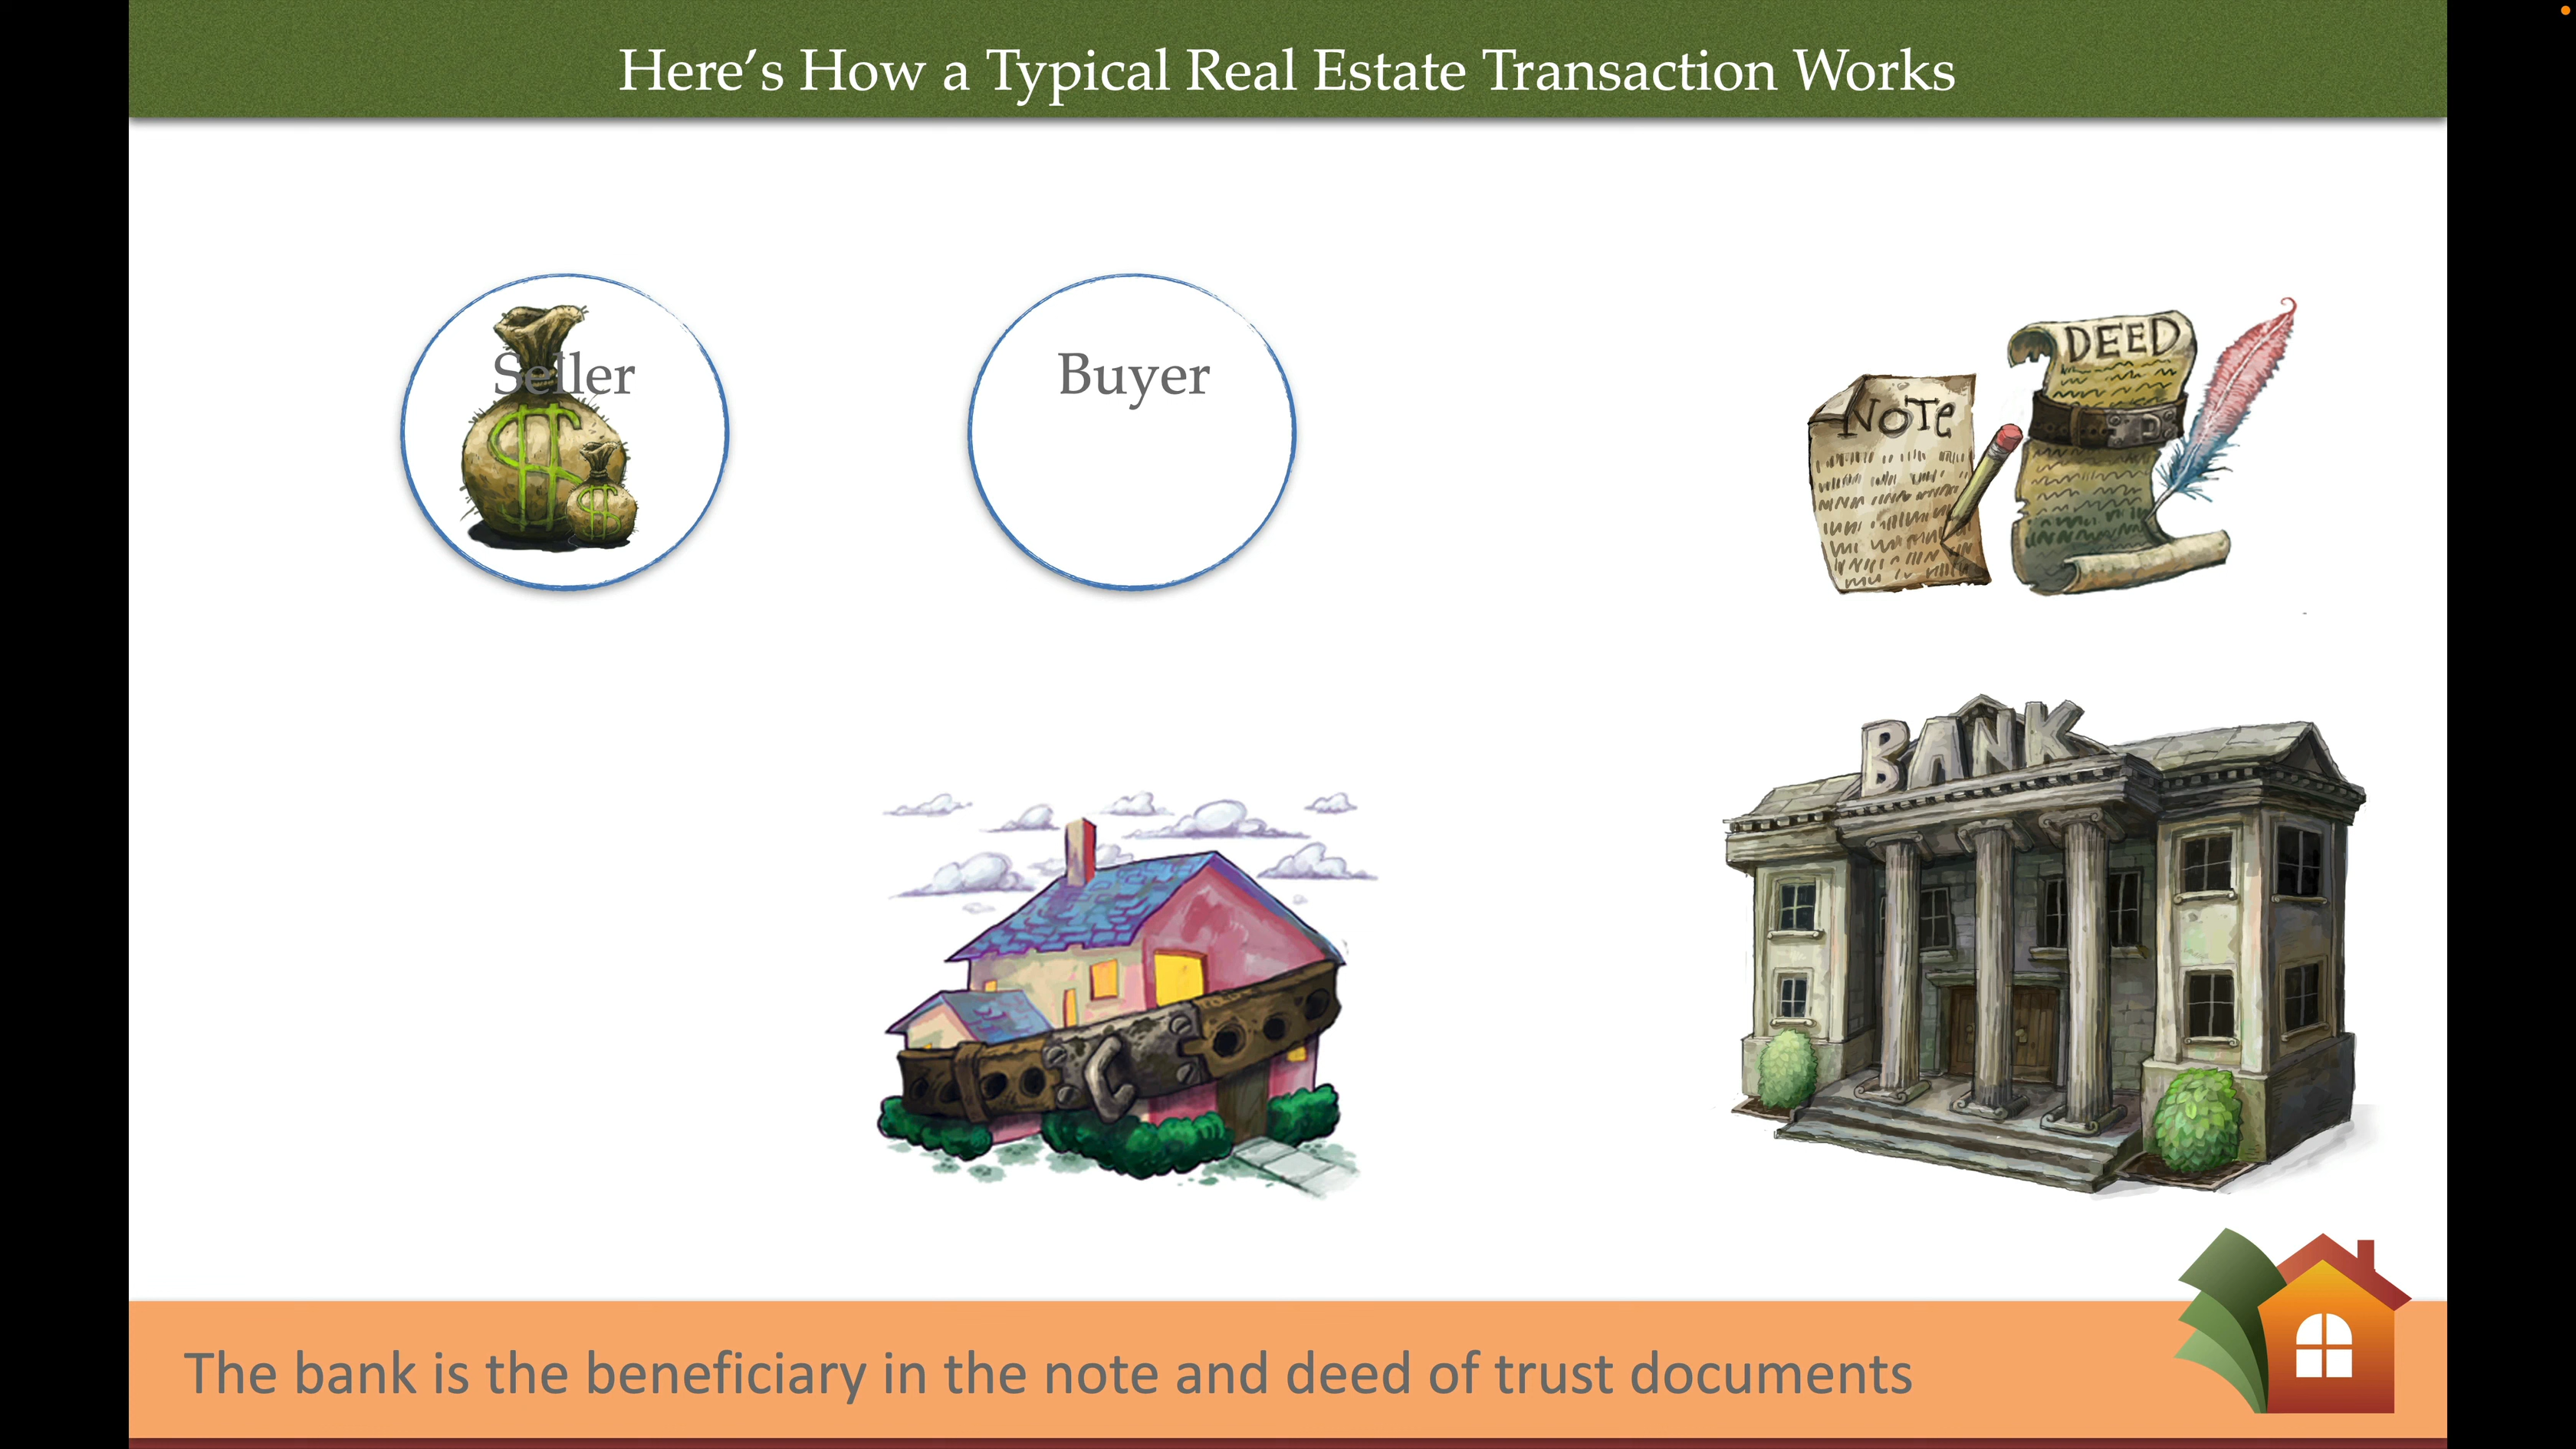 Here's How a Typical Real Estate Transaction Works
Seller
Buyer
NOTe
DEED
BANK
The bank is the beneficiary in the note and deed of trust documents